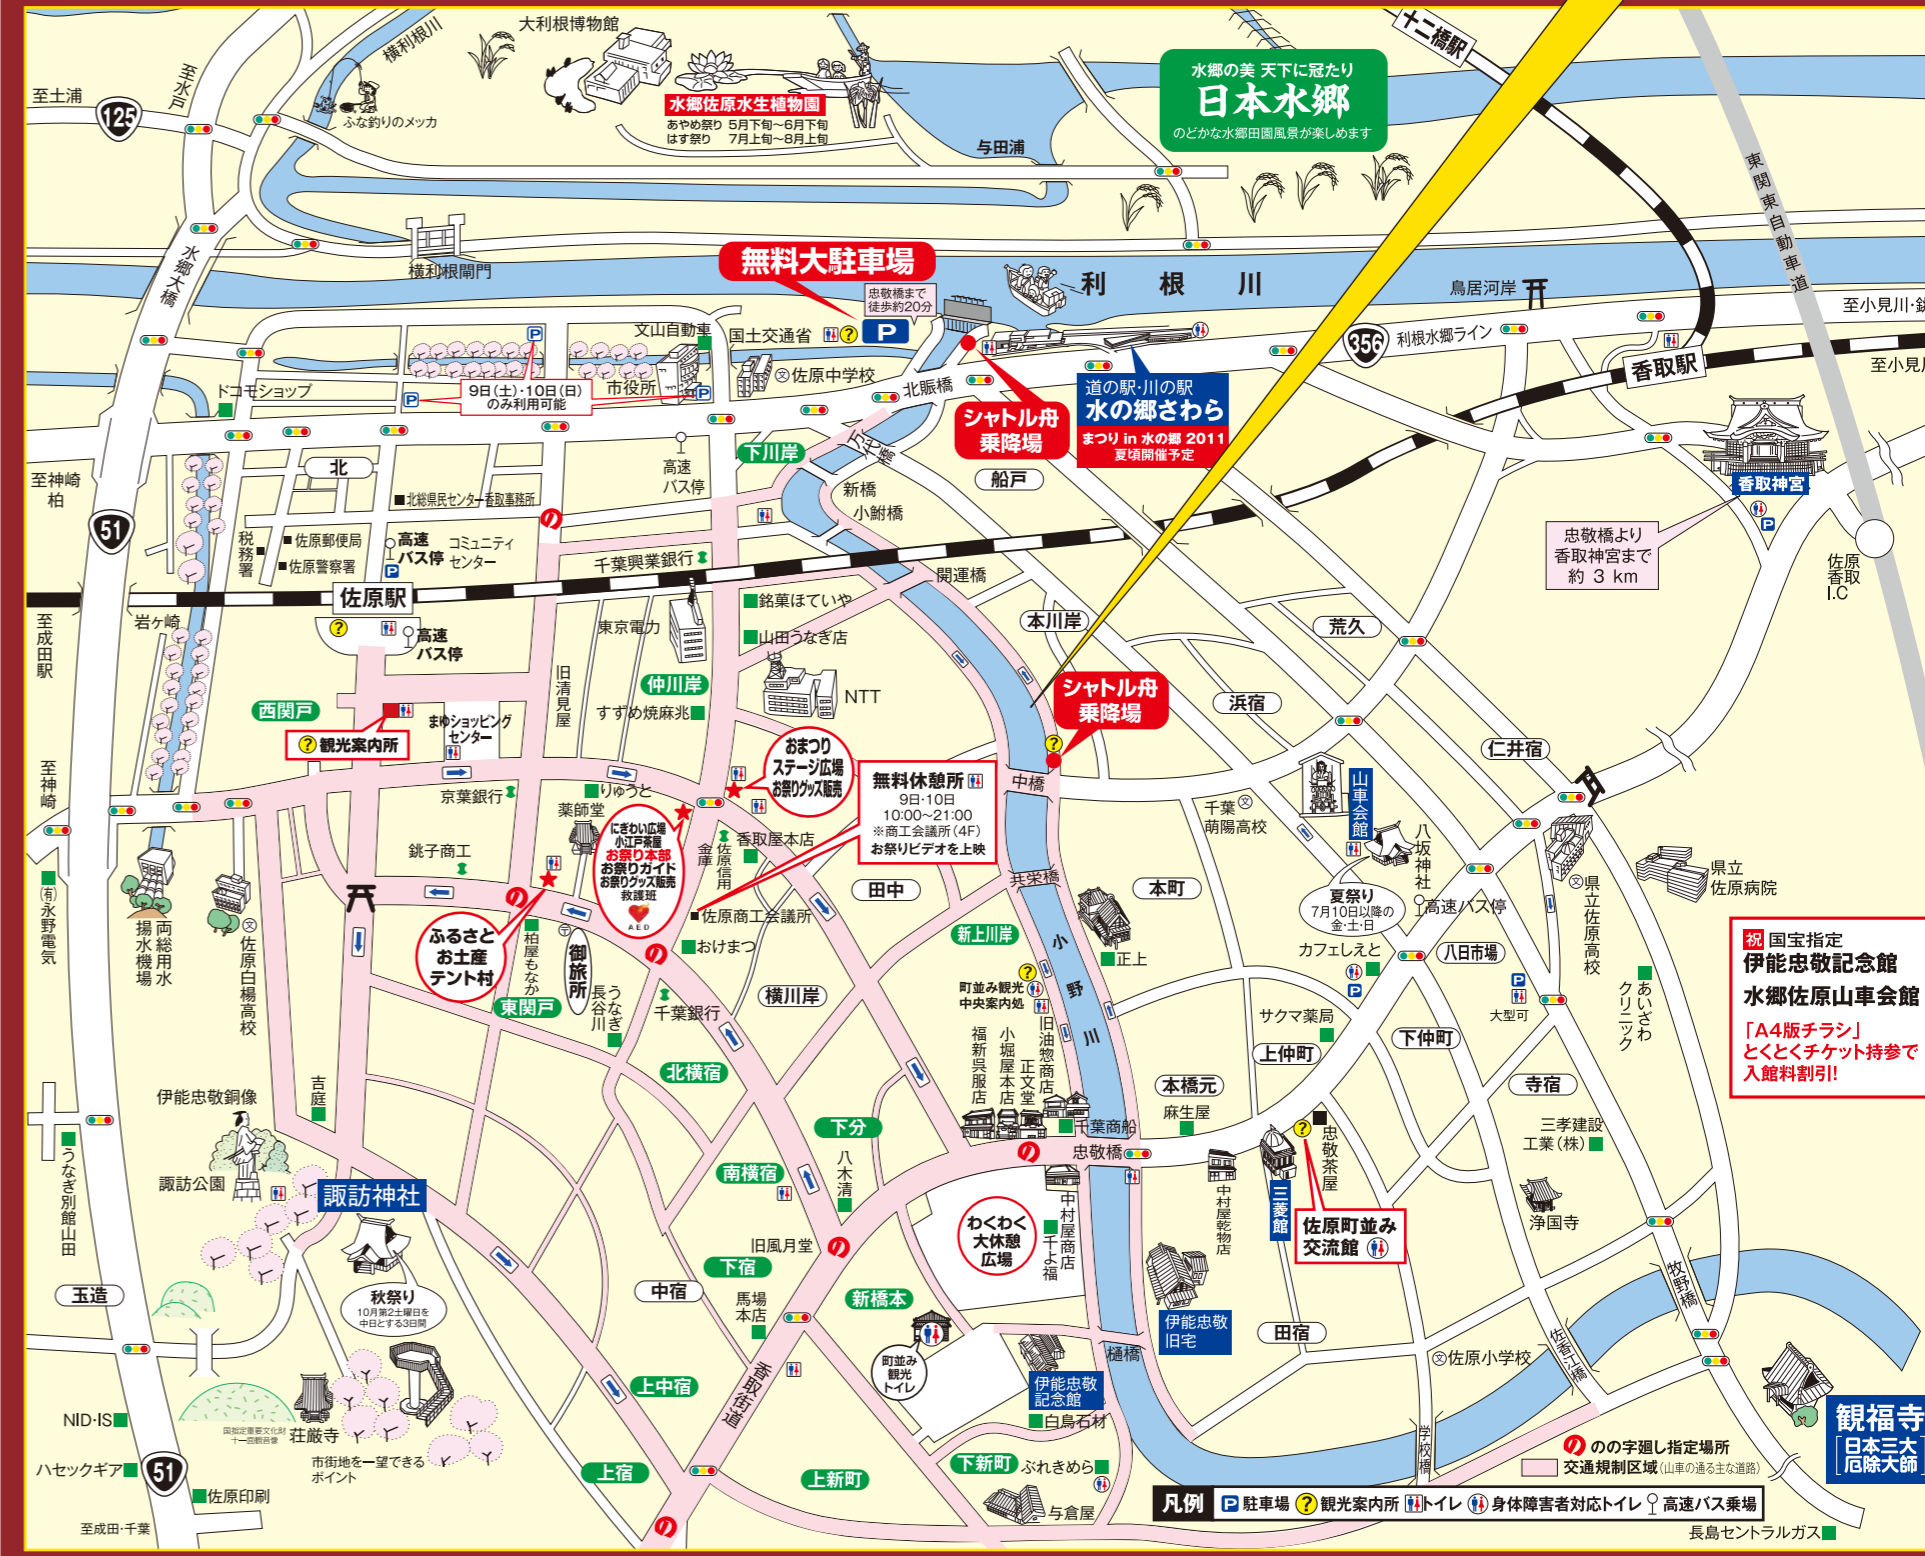 大利根博物館
横利根川
至水戸
至土浦
125
ふな釣りのメッカ
水郷佐原水生植物園
あやめ祭り 5月下旬～6月下旬
はす祭り 7月上旬～8月上旬
与田浦
水郷の美 天下に冠たり
日本水郷
のどかな水郷田園風景が楽しめます
十二橋駅
東関東自動車道
水郷大橋
横利根閘門
無料大駐車場
忠敬橋まで
徒歩約20分
利根川
鳥居河岸
至小見川・
356
利根水郷ライン
至小見川
香取駅
文山自動車
国土交通省
P
佐原中学校
市役所
9日(土)・10日(日)
のみ利用可能
ドコモショップ
北賑橋
シャトル舟
乗降場
道の駅・川の駅
水の郷さわら
まつり in 水の郷 2011
夏頃開催予定
香取神宮
忠敬橋より
香取神宮まで
約 3 km
佐原
香取
I.C
至神崎
柏
北
高速
バス停
下川岸
万代橋
新橋
小鮒橋
船戸
51
北総県民センター香取事務所
税務署
佐原郵便局
佐原警察署
高速
バス停
コミュニティ
センター
千葉興業銀行
開運橋
佐原駅
至成田駅
岩ヶ崎
高速
バス停
東京電力
銘菓ほていや
山田うなぎ店
本川岸
荒久
旧清見屋
仲川岸
NTT
すずめ焼麻兆
西関戸
観光案内所
まゆショッピング
センター
シャトル舟
乗降場
浜宿
仁井宿
おまつり
ステージ広場
お祭りグッズ販売
無料休憩所
9日・10日
10:00～21:00
※商工会議所(4F)
お祭りビデオを上映
中橋
至神崎
京葉銀行
りゅうと
薬師堂
にぎわい広場
小江戸茶屋
お祭り本部
お祭りガイド
お祭りグッズ販売
救護班
AED
香取屋本店
佐原信用
金庫
千葉
萌陽高校
山車会館
八坂神社
夏祭り
7月10日以降の
金・土・日
高速バス停
県立佐原高校
県立
佐原病院
銚子商工
(有)永野電気
両総用水
揚水機場
佐原白楊高校
ふるさと
お土産
テント村
柏屋もなか
御旅所
佐原商工会議所
おけまつ
田中
共栄橋
本町
新上川岸
小野川
正上
カフェしえと
八日市場
大型可
あいざわ
クリニック
祝 国宝指定
伊能忠敬記念館
水郷佐原山車会館
「A4版チラシ」
とくとくチケット持参で
入館料割引!
東関戸
うなぎ
長谷川
千葉銀行
横川岸
町並み観光
中央案内処
福新呉服店
小堀屋本店
正文堂
旧油惣商店
サクマ薬局
上仲町
下仲町
北横宿
本橋元
麻生屋
寺宿
伊能忠敬銅像
吉庭
下分
千葉商船
忠敬橋
忠敬茶屋
三孝建設
工業(株)
うなぎ別館山田
諏訪公園
諏訪神社
南横宿
八木清
中村屋商店
千よ福
中村屋乾物店
三菱館
佐原町並み
交流館
浄国寺
わくわく
大休憩
広場
旧風月堂
玉造
秋祭り
10月第2土曜日を
中日とする3日間
中宿
下宿
馬場
本店
新橋本
町並み
観光
トイレ
伊能忠敬
旧宅
田宿
牧野橋
佐香江橋
佐原小学校
樋橋
伊能忠敬
記念館
白鳥石材
上中宿
香取街道
NID・IS
国指定重要文化財
十一面観音像
荘厳寺
市街地を一望できる
ポイント
ハセックギア
51
佐原印刷
至成田・千葉
上宿
上新町
下新町
ぶれきめら
与倉屋
学校橋
観福寺
日本三大
厄除大師
のの字廻し指定場所
交通規制区域(山車の通る主な道路)
凡例 P 駐車場 ? 観光案内所 トイレ 身体障害者対応トイレ 高速バス乗場
長島セントラルガス